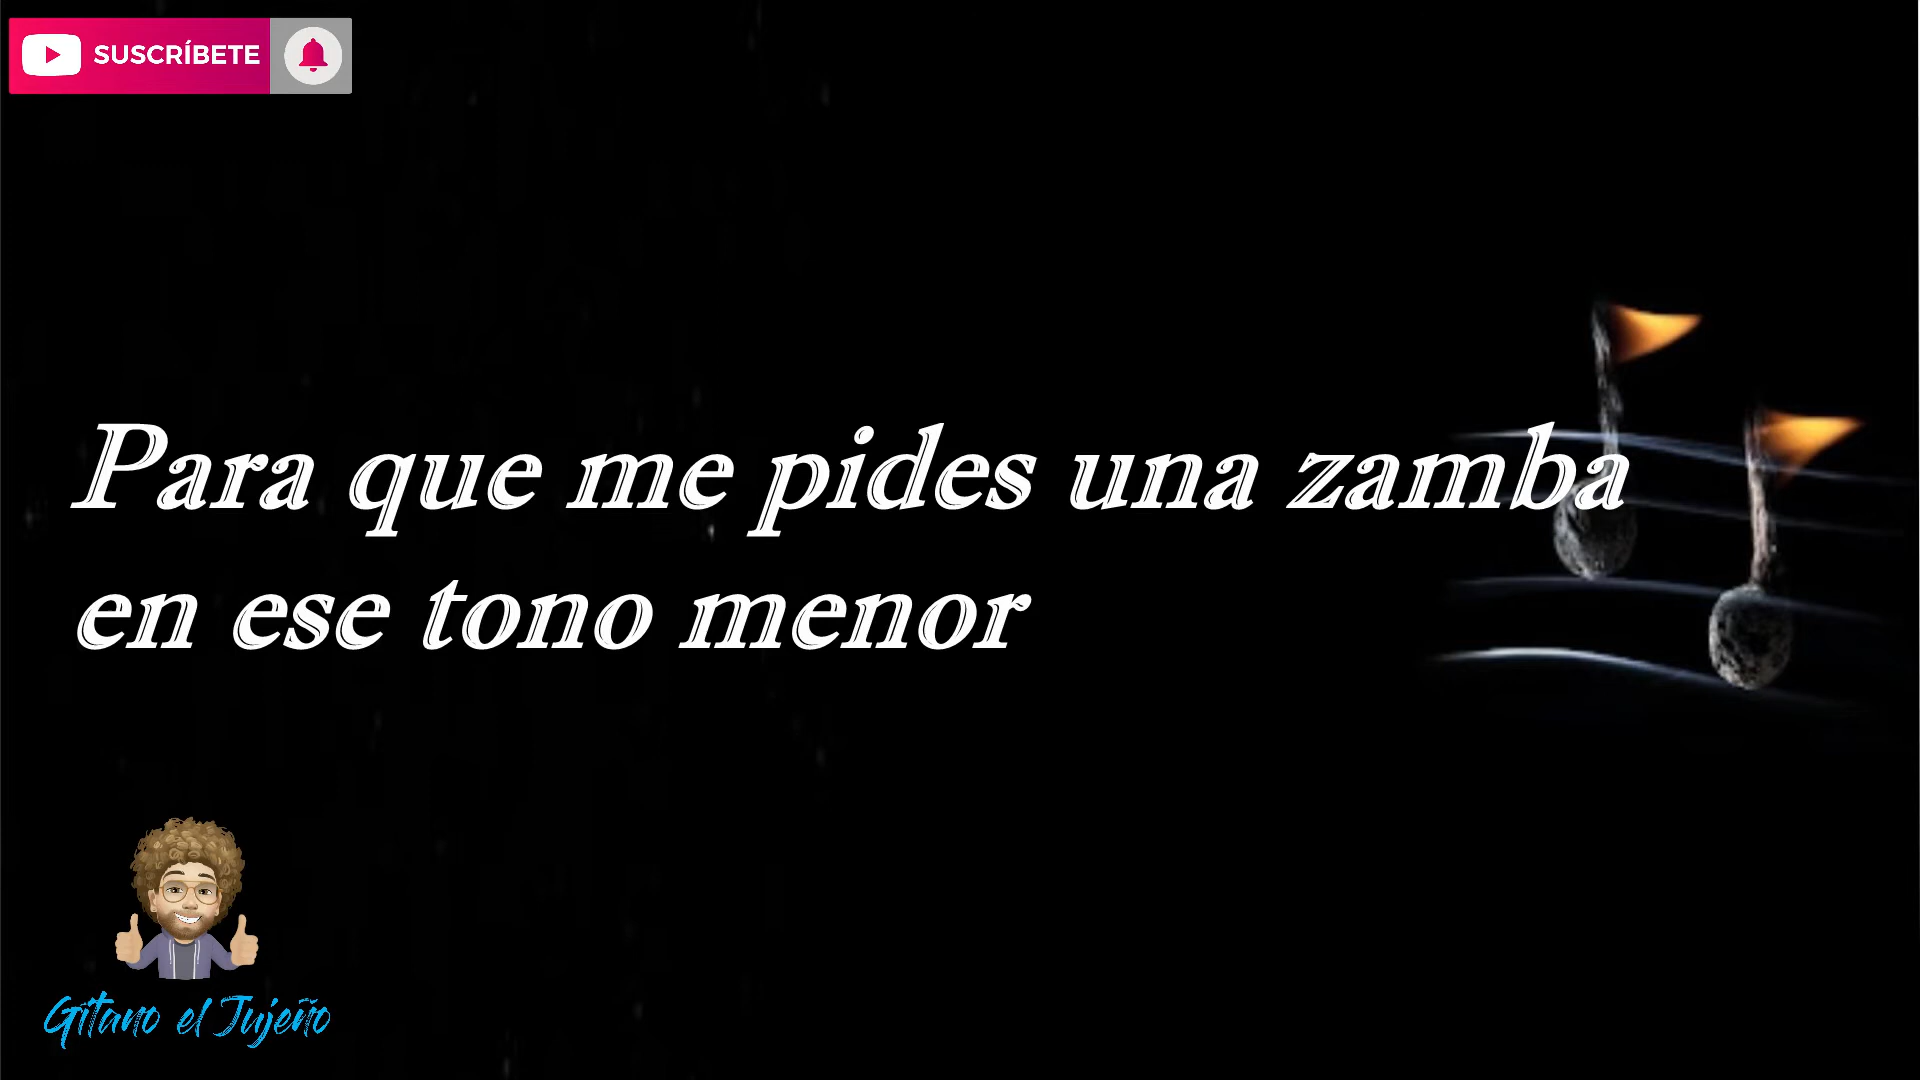 SUSCRÍBETE
Para que me pides una zamba
en ese tono menor
Gitano el Jujeño